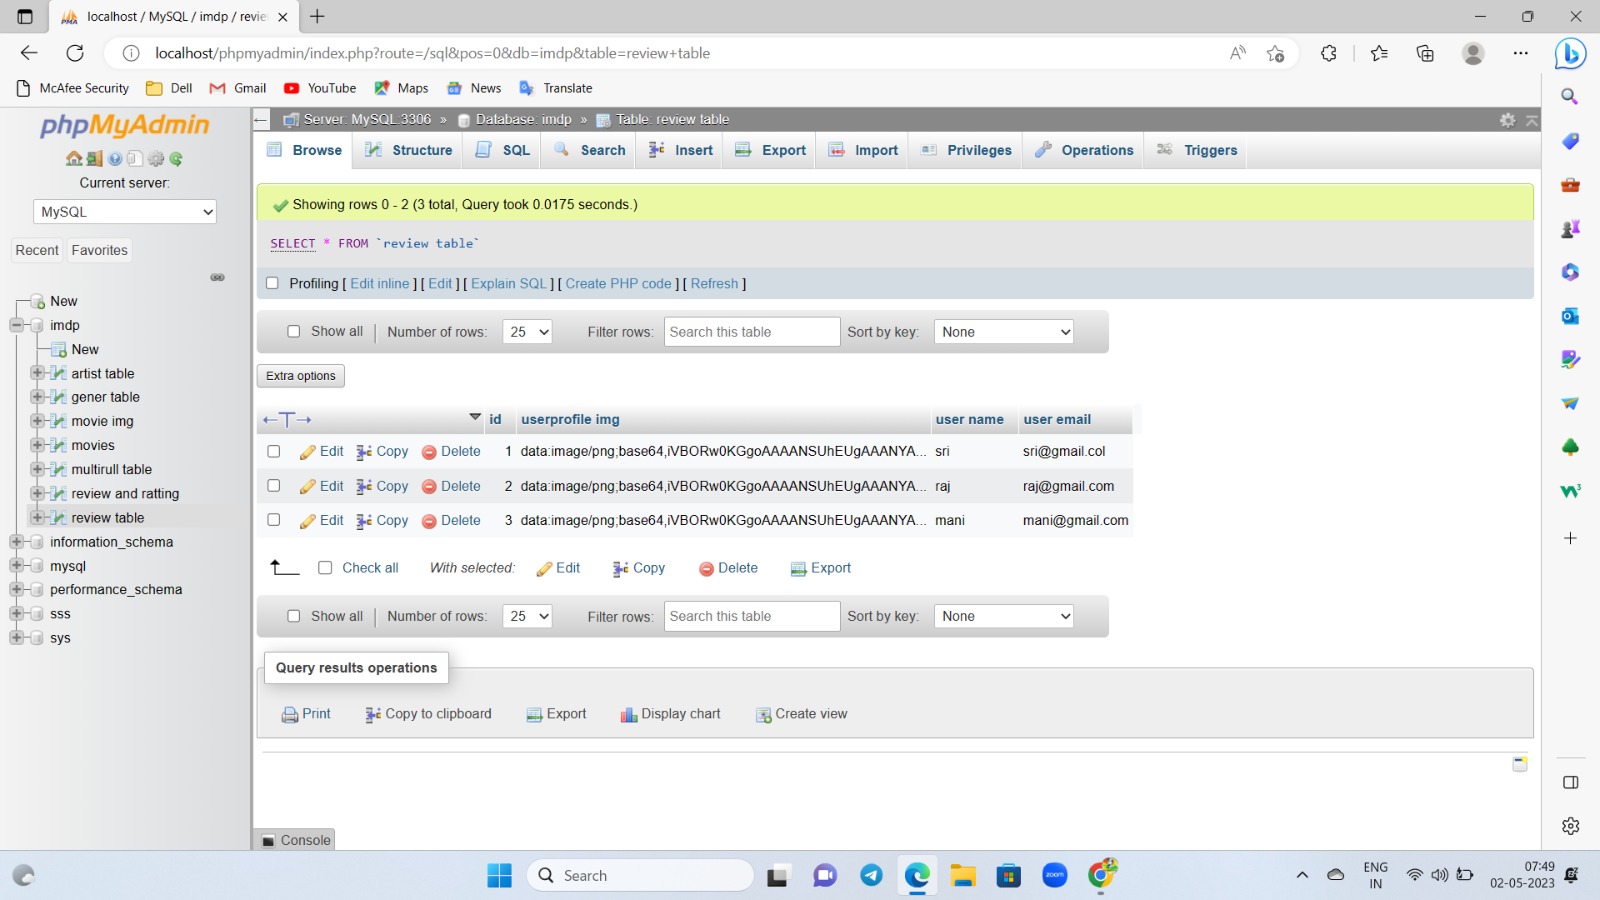 localhost / MySQL / imdp / revie
localhost/phpmyadmin/index.php?route=/sql&pos=0&db=imdp&table=review+table
McAfee Security Dell Gmail YouTube Maps News Translate
phpMyAdmin
Current server:
MySQL
Recent Favorites
New
imdp
New
artist table
gener table
movie img
movies
multirull table
review and ratting
review table
information_schema
mysql
performance_schema
sss
sys
Server: MySQL:3306 » Database: imdp » Table: review table
Browse Structure SQL Search Insert Export Import Privileges Operations Triggers
Showing rows 0 - 2 (3 total, Query took 0.0175 seconds.)
SELECT * FROM `review table`
Profiling [ Edit inline ] [ Edit ] [ Explain SQL ] [ Create PHP code ] [ Refresh ]
Show all Number of rows: 25 Filter rows: Search this table Sort by key: None
Extra options
id userprofile img user name user email
Edit Copy Delete 1 data:image/png;base64,iVBORw0KGgoAAAANSUhEUgAAANYA... sri sri@gmail.col
Edit Copy Delete 2 data:image/png;base64,iVBORw0KGgoAAAANSUhEUgAAANYA... raj raj@gmail.com
Edit Copy Delete 3 data:image/png;base64,iVBORw0KGgoAAAANSUhEUgAAANYA... mani mani@gmail.com
Check all With selected: Edit Copy Delete Export
Show all Number of rows: 25 Filter rows: Search this table Sort by key: None
Query results operations
Print Copy to clipboard Export Display chart Create view
Console
Search
zoom
ENG
IN
07:49
02-05-2023